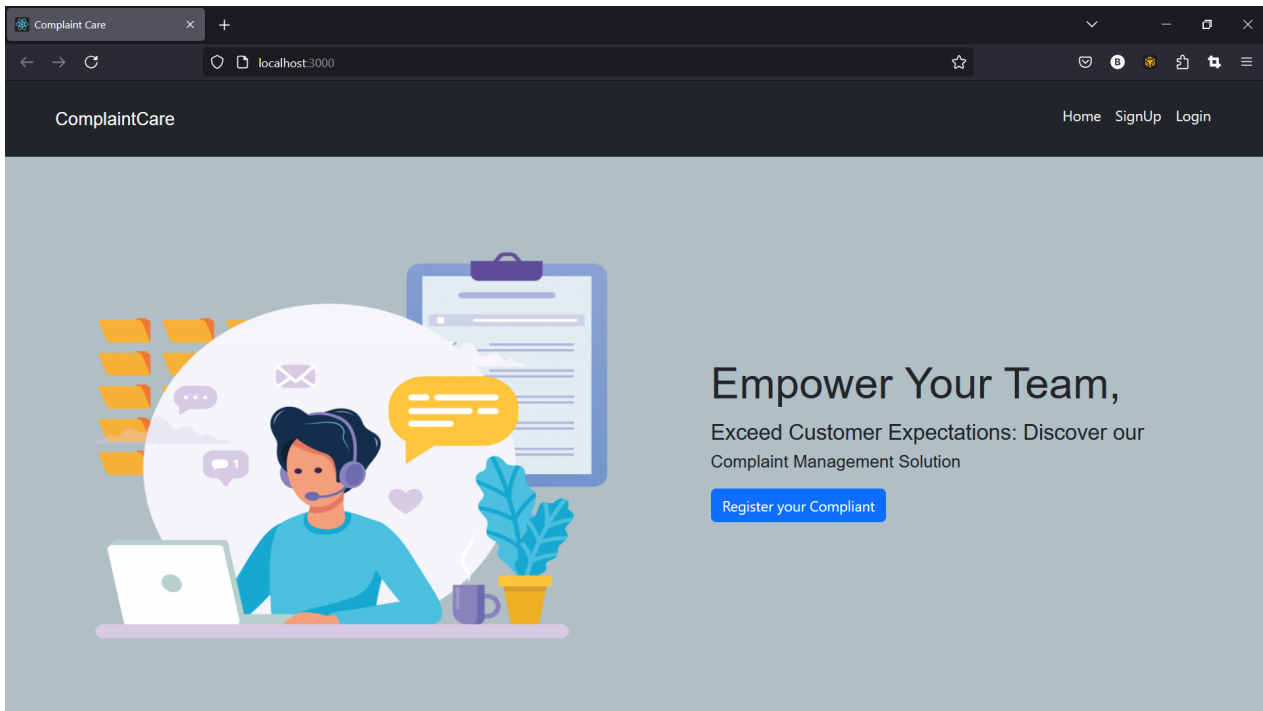 Complaint Care
localhost:3000
ComplaintCare
Home SignUp Login
1
Empower Your Team,
Exceed Customer Expectations: Discover our
Complaint Management Solution
Register your Compliant